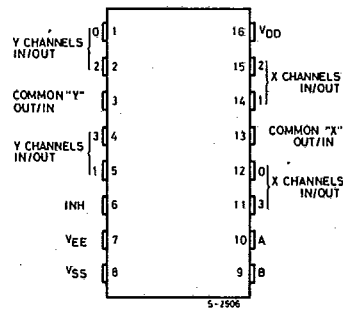 Y CHANNELS IN/OUT
0 1
2 2
COMMON "Y" OUT/IN
3
Y CHANNELS IN/OUT
3 4
1 5
INH 6
VEE 7
VSS 8
16 VDD
15 2
14 1
X CHANNELS IN/OUT
13 COMMON "X" OUT/IN
12 0
11 3
X CHANNELS IN/OUT
10 A
9 B
S-2506